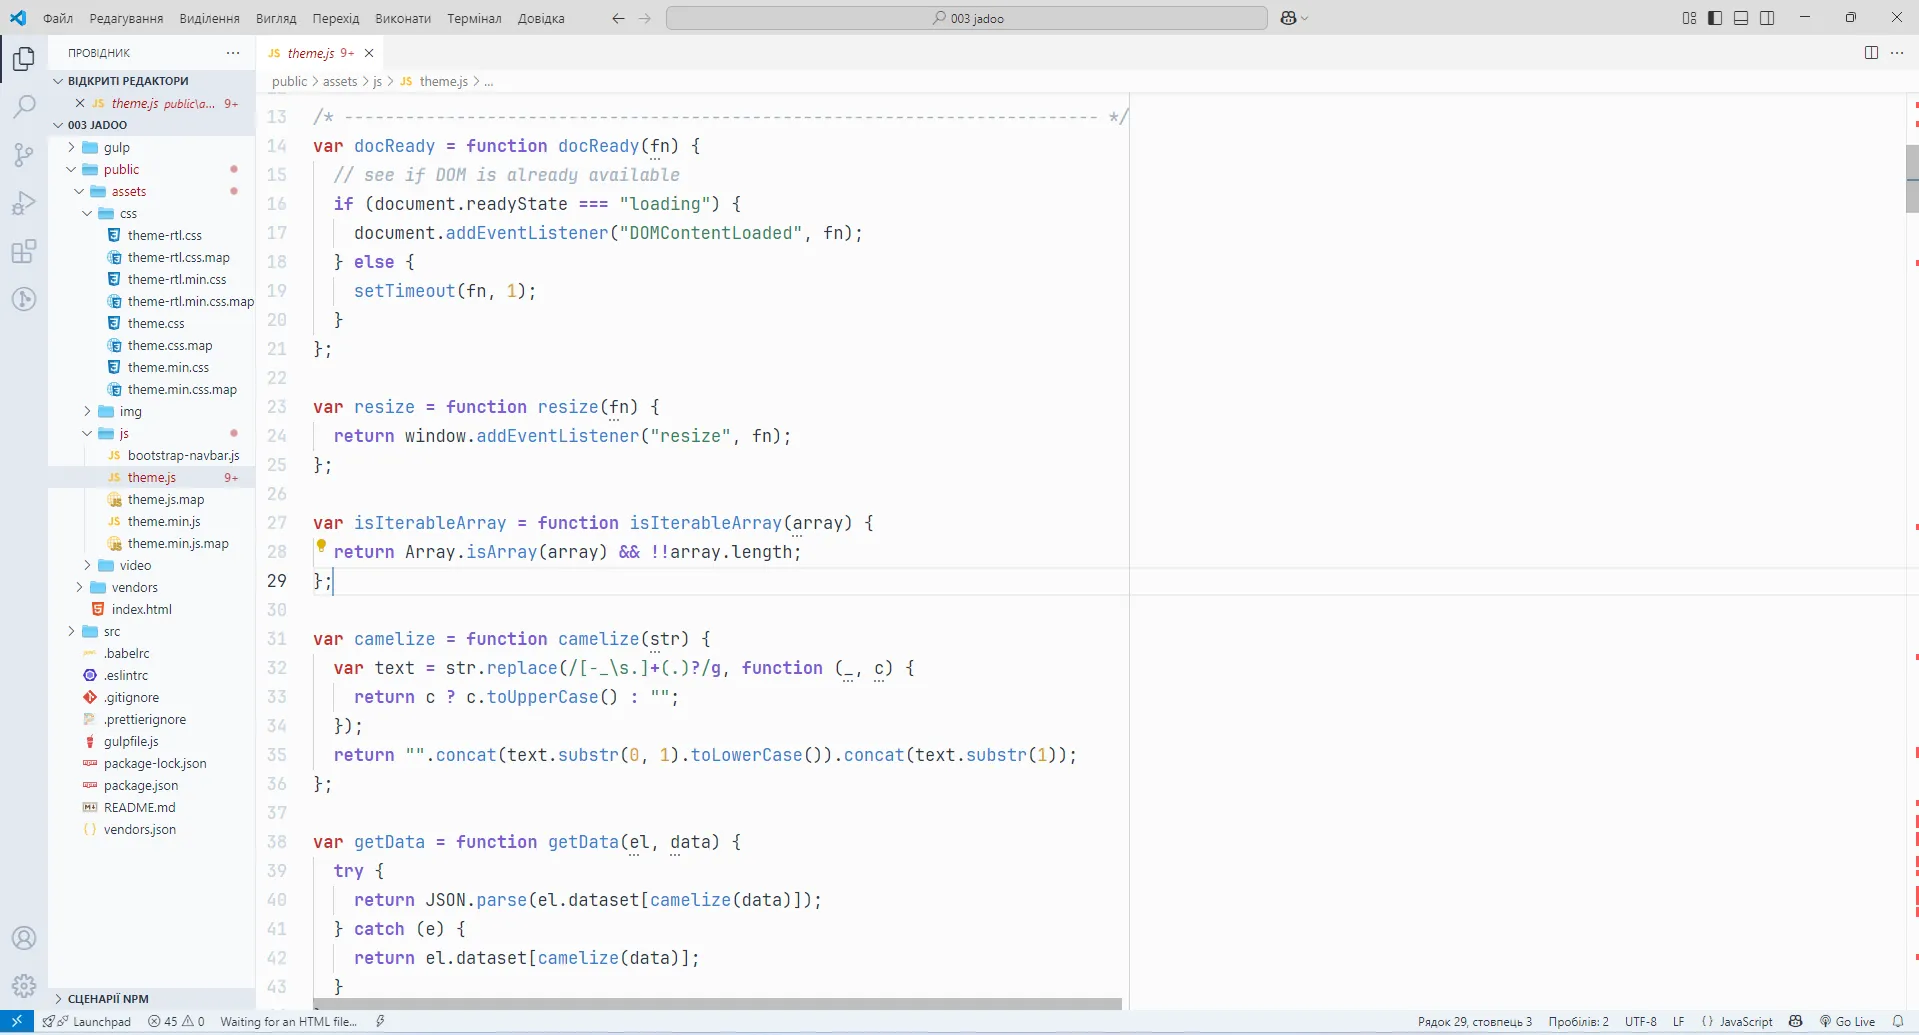 Файл Редагування Виділення Вигляд Перехід Виконати Термінал Довідка
003 jadoo
ПРОВІДНИК
ВІДКРИТІ РЕДАКТОРИ
JS theme.js public\a... 9+
003 JADOO
gulp
public
assets
css
theme-rtl.css
theme-rtl.css.map
theme-rtl.min.css
theme-rtl.min.css.map
theme.css
theme.css.map
theme.min.css
theme.min.css.map
img
js
JS bootstrap-navbar.js
JS theme.js 9+
theme.js.map
JS theme.min.js
theme.min.js.map
video
vendors
index.html
src
.babelrc
.eslintrc
.gitignore
.prettierignore
gulpfile.js
package-lock.json
package.json
README.md
vendors.json
СЦЕНАРІЇ NPM
JS theme.js 9+
public > assets > js > JS theme.js > ...
13 /* -------------------------------------------------------------------------- */
14 var docReady = function docReady(fn) {
15 // see if DOM is already available
16 if (document.readyState === "loading") {
17 document.addEventListener("DOMContentLoaded", fn);
18 } else {
19 setTimeout(fn, 1);
20 }
21 };
22
23 var resize = function resize(fn) {
24 return window.addEventListener("resize", fn);
25 };
26
27 var isIterableArray = function isIterableArray(array) {
28 return Array.isArray(array) && !!array.length;
29 };
30
31 var camelize = function camelize(str) {
32 var text = str.replace(/[-_\s.]+(.)?/g, function (_, c) {
33 return c ? c.toUpperCase() : "";
34 });
35 return "".concat(text.substr(0, 1).toLowerCase()).concat(text.substr(1));
36 };
37
38 var getData = function getData(el, data) {
39 try {
40 return JSON.parse(el.dataset[camelize(data)]);
41 } catch (e) {
42 return el.dataset[camelize(data)];
43 }
Launchpad 45 0 Waiting for an HTML file... Рядок 29, стовпець 3 Пробілів: 2 UTF-8 LF JavaScript Go Live